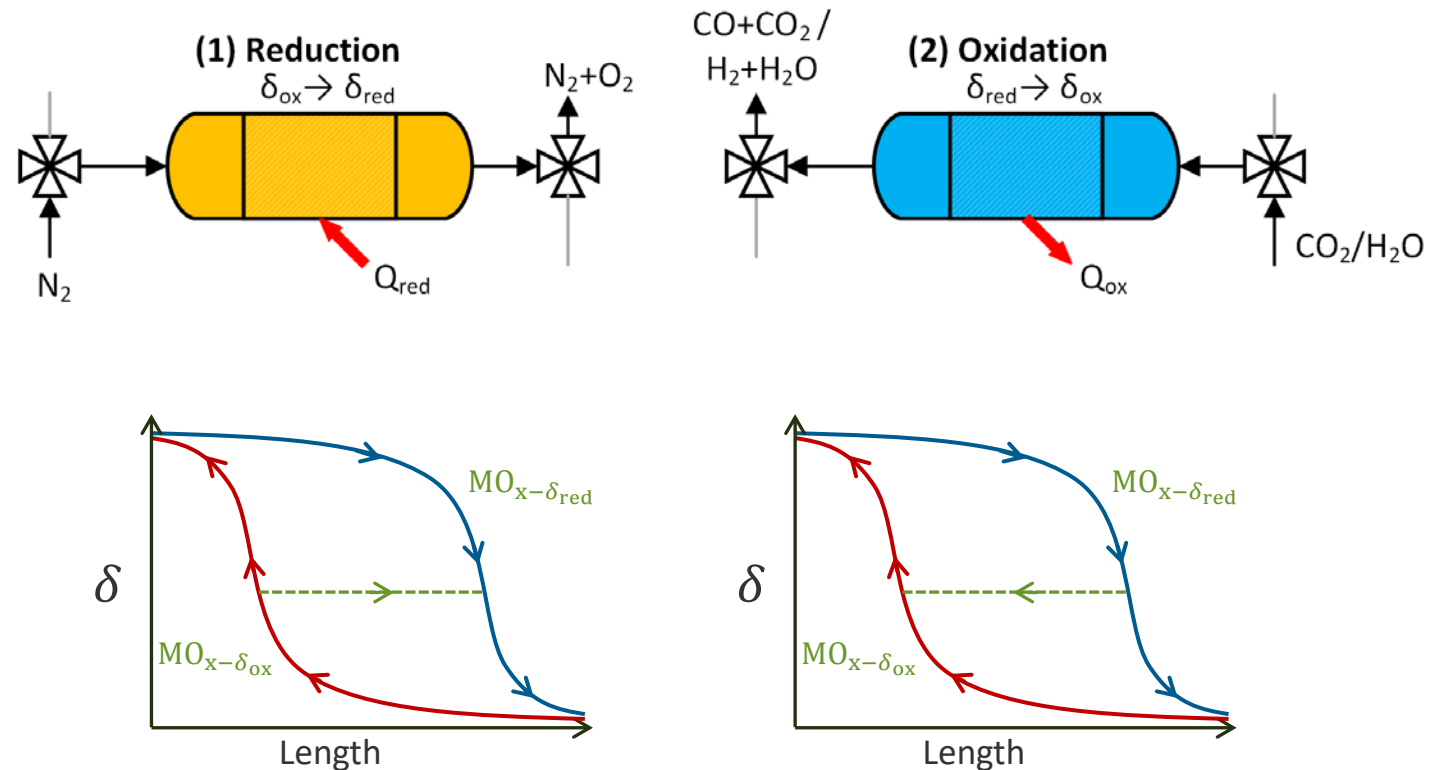 (1) Reduction
δox→ δred
N2+O2
N2
Qred
CO+CO2 /
H2+H2O
(2) Oxidation
δred→ δox
CO2/H2O
Qox
δ
MOx−δred
MOx−δox
Length
δ
MOx−δred
MOx−δox
Length